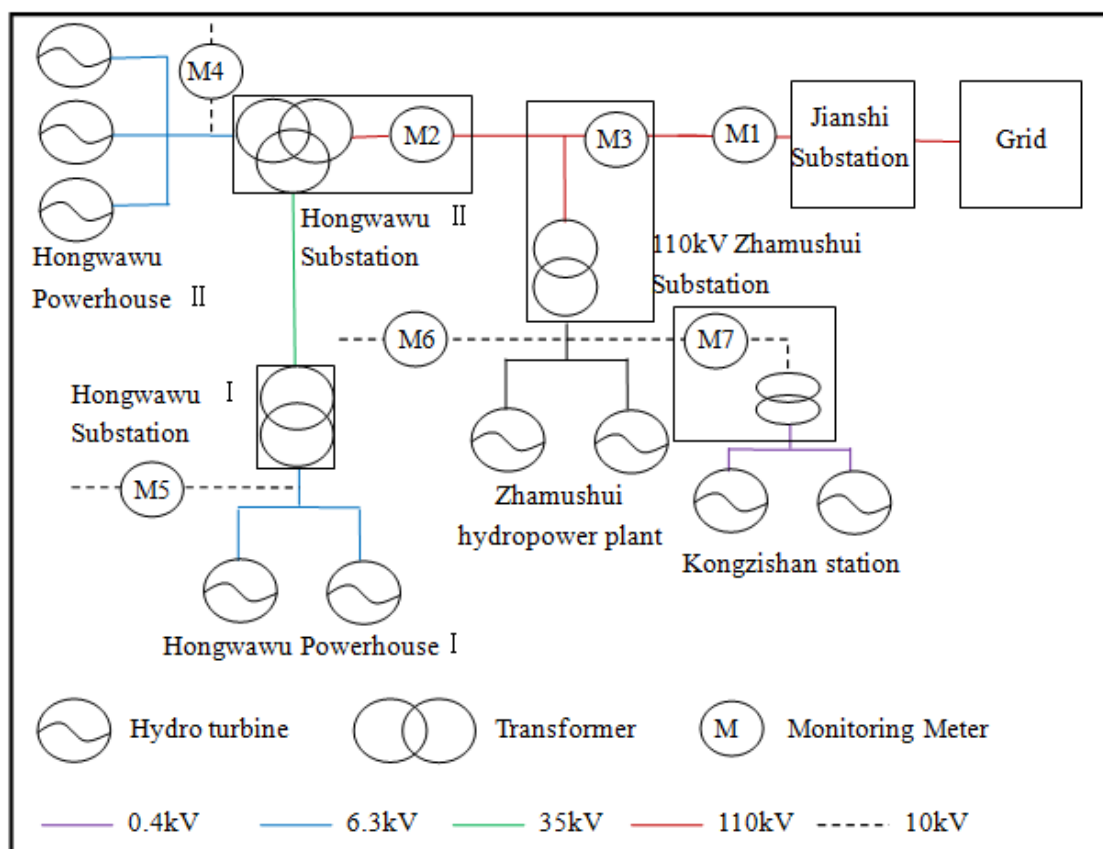 M4
M2
M3
M1
Jianshi
Substation
Grid
Hongwawu Ⅱ
Substation
Hongwawu
Powerhouse Ⅱ
110kV Zhamushui
Substation
M6
M7
Hongwawu Ⅰ
Substation
M5
Zhamushui
hydropower plant
Kongzishan station
Hongwawu Powerhouse Ⅰ
Hydro turbine
Transformer
M
Monitoring Meter
0.4kV
6.3kV
35kV
110kV
10kV